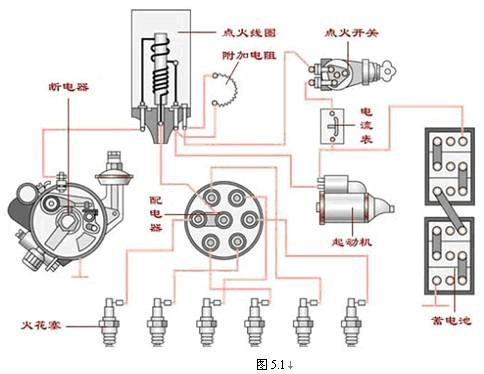 点火线圈
点火开关
附加电阻
断电器
电
流
表
配
电
器
起动机
火花塞
蓄电池
图 5.1↓